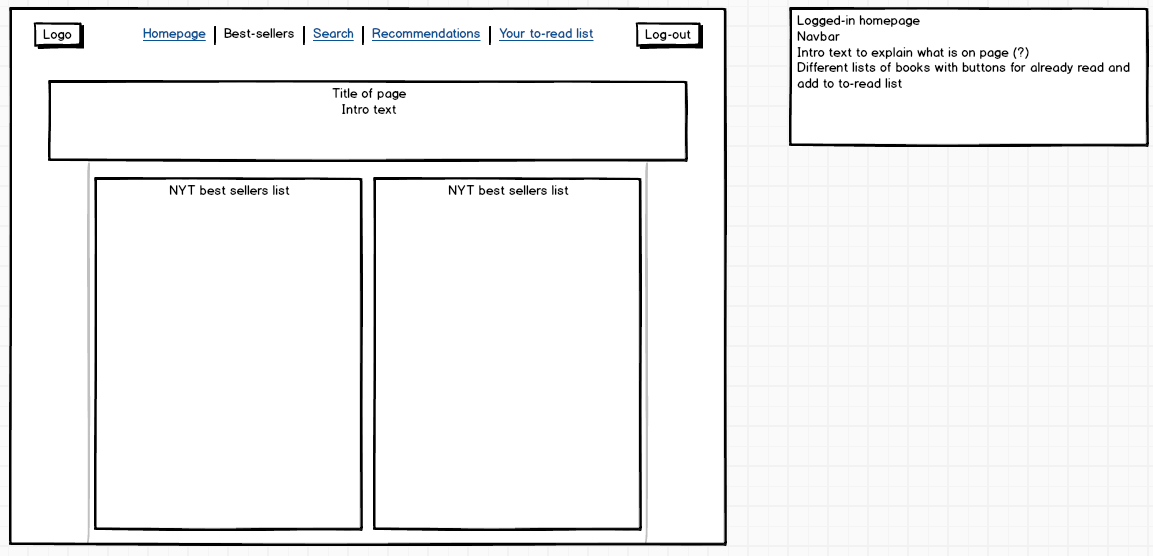 Logo
Homepage Best-sellers Search Recommendations Your to-read list
Log-out
Title of page
Intro text
NYT best sellers list
NYT best sellers list
Logged-in homepage
Navbar
Intro text to explain what is on page (?)
Different lists of books with buttons for already read and
add to to-read list